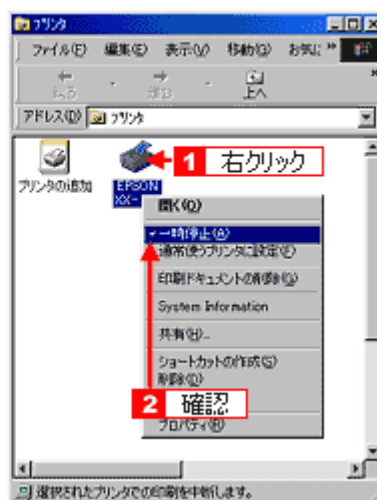 プリンタ
ファイル(F) 編集(E) 表示(V) 移動(G) お気に »
戻る 進む 上へ
アドレス(D) プリンタ
プリンタの追加
EPSON
XX-
1 右クリック
開く(O)
一時停止(A)
通常使うプリンタに設定(F)
印刷ドキュメントの削除(G)
System Information
共有(H)...
ショートカットの作成(S)
削除(D)
2 確認
プロパティ(R)
選択されたプリンタでの印刷を中断します。